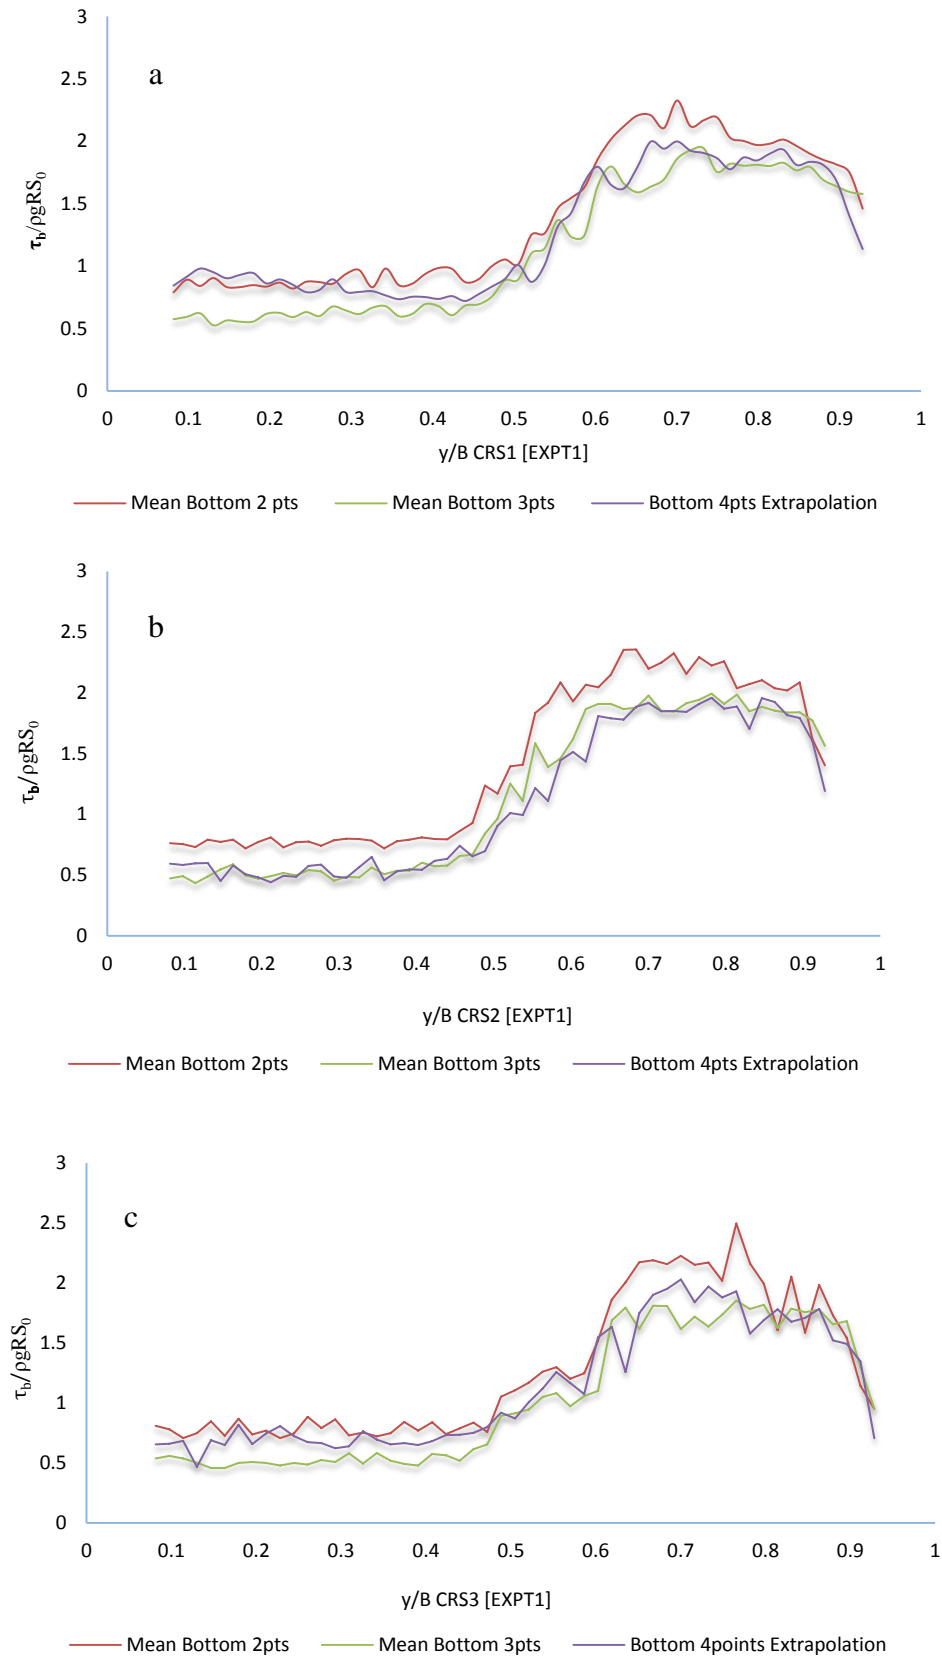 3
a
2.5
2
1.5
1
0.5
0
τb/ρgRS0
0 0.1 0.2 0.3 0.4 0.5 0.6 0.7 0.8 0.9 1
y/B CRS1 [EXPT1]
Mean Bottom 2 pts Mean Bottom 3pts Bottom 4pts Extrapolation
3
b
2.5
2
1.5
1
0.5
0
τb/ρgRS0
0 0.1 0.2 0.3 0.4 0.5 0.6 0.7 0.8 0.9 1
y/B CRS2 [EXPT1]
Mean Bottom 2pts Mean Bottom 3pts Bottom 4pts Extrapolation
3
c
2.5
2
1.5
1
0.5
0
τb/ρgRS0
0 0.1 0.2 0.3 0.4 0.5 0.6 0.7 0.8 0.9 1
y/B CRS3 [EXPT1]
Mean Bottom 2pts Mean Bottom 3pts Bottom 4points Extrapolation